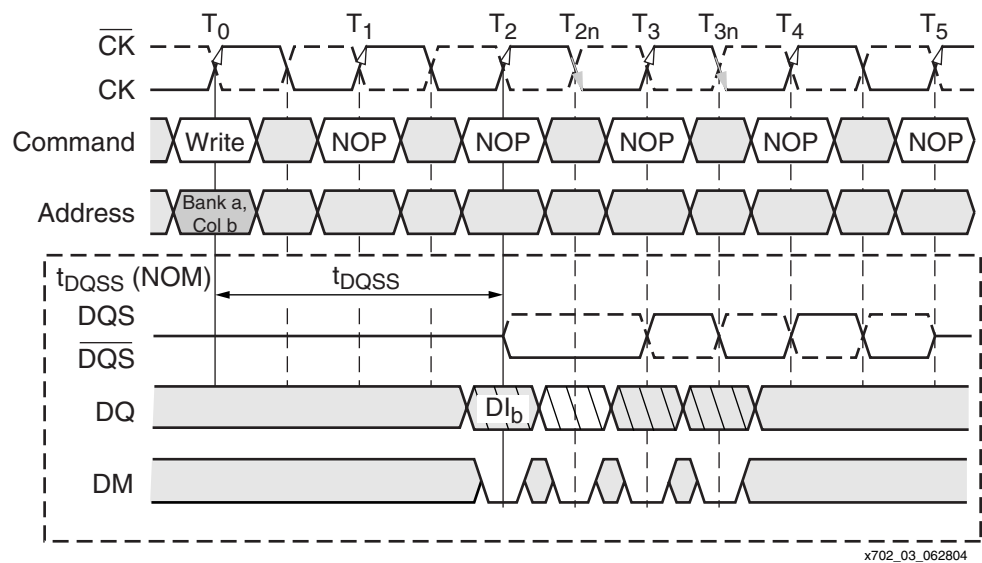 T0 T1 T2 T2n T3 T3n T4 T5
CK
CK
Command Write NOP NOP NOP NOP NOP
Address Bank a,
Col b
tDQSS (NOM) tDQSS
DQS
DQS
DQ DIb
DM
x702_03_062804